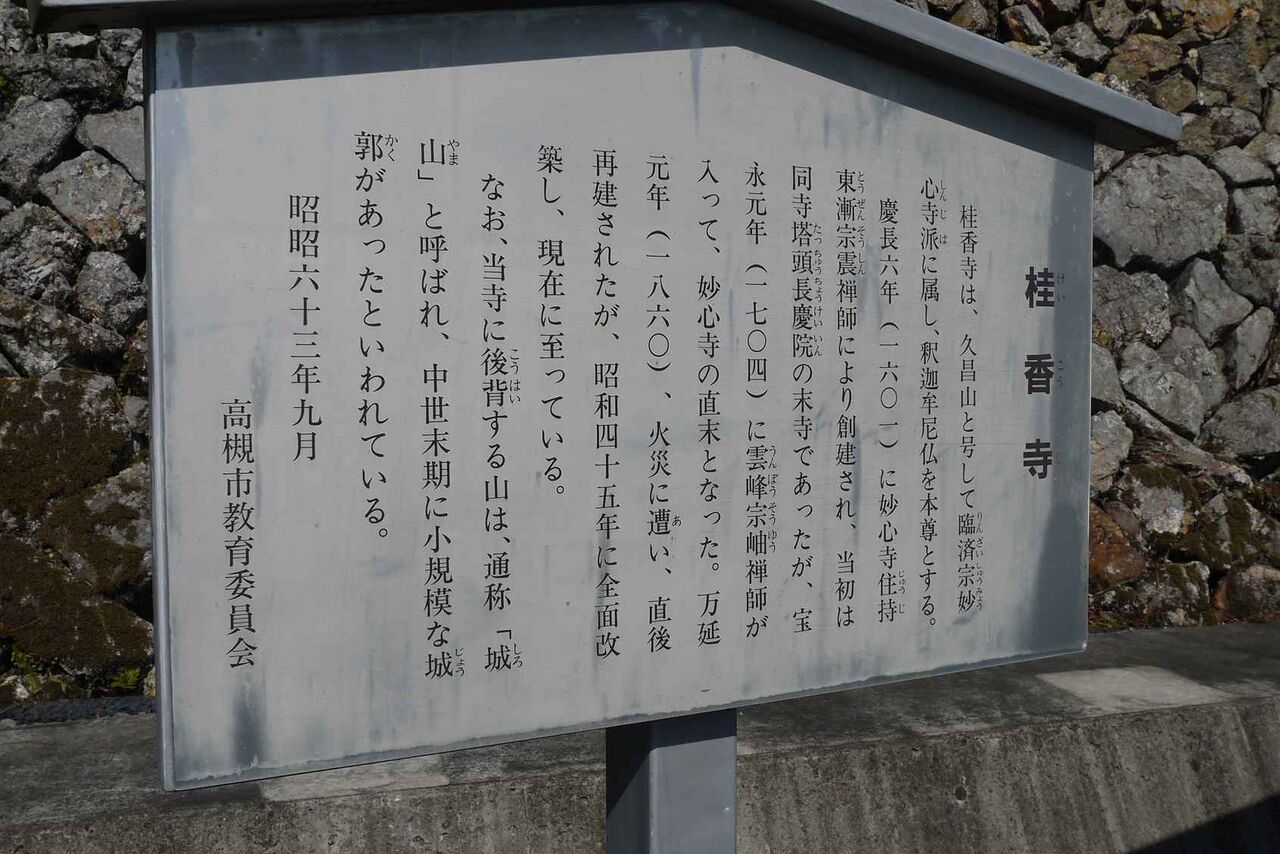 桂香寺
桂香寺は、久昌山と号して臨済宗妙
心寺派に属し、釈迦牟尼仏を本尊とする。
慶長六年(一六〇一)に妙心寺住持
東漸宗震禅師により創建され、当初は
同寺塔頭長慶院の末寺であったが、宝
永元年(一七〇四)に雲峰宗岫禅師が
入って、妙心寺の直末となった。万延
元年(一八六〇)、火災に遭い、直後
再建されたが、昭和四十五年に全面改
築し、現在に至っている。
なお、当寺に後背する山は、通称「城
山」と呼ばれ、中世末期に小規模な城
郭があったといわれている。
昭昭六十三年九月
高槻市教育委員会